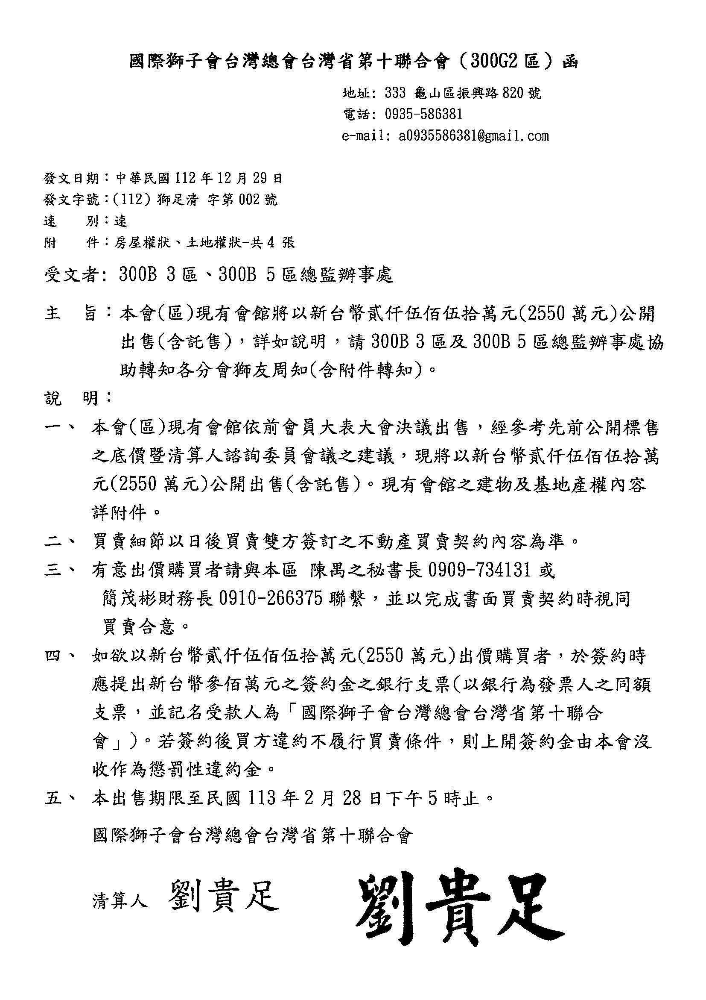 國際獅子會台灣總會台灣省第十聯合會（300G2 區）函
地址: 333 龜山區振興路 820 號
電話: 0935-586381
e-mail: a0935586381@gmail.com
發文日期：中華民國 112 年 12 月 29 日
發文字號：(112) 獅足清 字第 002 號
速　　別：速
附　　件：房屋權狀、土地權狀-共 4 張
受文者: 300B 3 區、300B 5 區總監辦事處
主　旨：本會(區)現有會館將以新台幣貳仟伍佰伍拾萬元(2550 萬元)公開
出售(含託售)，詳如說明，請 300B 3 區及 300B 5 區總監辦事處協
助轉知各分會獅友周知(含附件轉知)。
說　明：
一、 本會(區)現有會館依前會員大表大會決議出售，經參考先前公開標售
之底價暨清算人諮詢委員會議之建議，現將以新台幣貳仟伍佰伍拾萬
元(2550 萬元)公開出售(含託售)。現有會館之建物及基地產權內容
詳附件。
二、 買賣細節以日後買賣雙方簽訂之不動產買賣契約內容為準。
三、 有意出價購買者請與本區 陳禺之秘書長 0909-734131 或
簡茂彬財務長 0910-266375 聯繫，並以完成書面買賣契約時視同
買賣合意。
四、 如欲以新台幣貳仟伍佰伍拾萬元(2550 萬元)出價購買者，於簽約時
應提出新台幣參佰萬元之簽約金之銀行支票(以銀行為發票人之同額
支票，並記名受款人為「國際獅子會台灣總會台灣省第十聯合
會」)。若簽約後買方違約不履行買賣條件，則上開簽約金由本會沒
收作為懲罰性違約金。
五、 本出售期限至民國 113 年 2 月 28 日下午 5 時止。
國際獅子會台灣總會台灣省第十聯合會
清算人 劉貴足 劉貴足